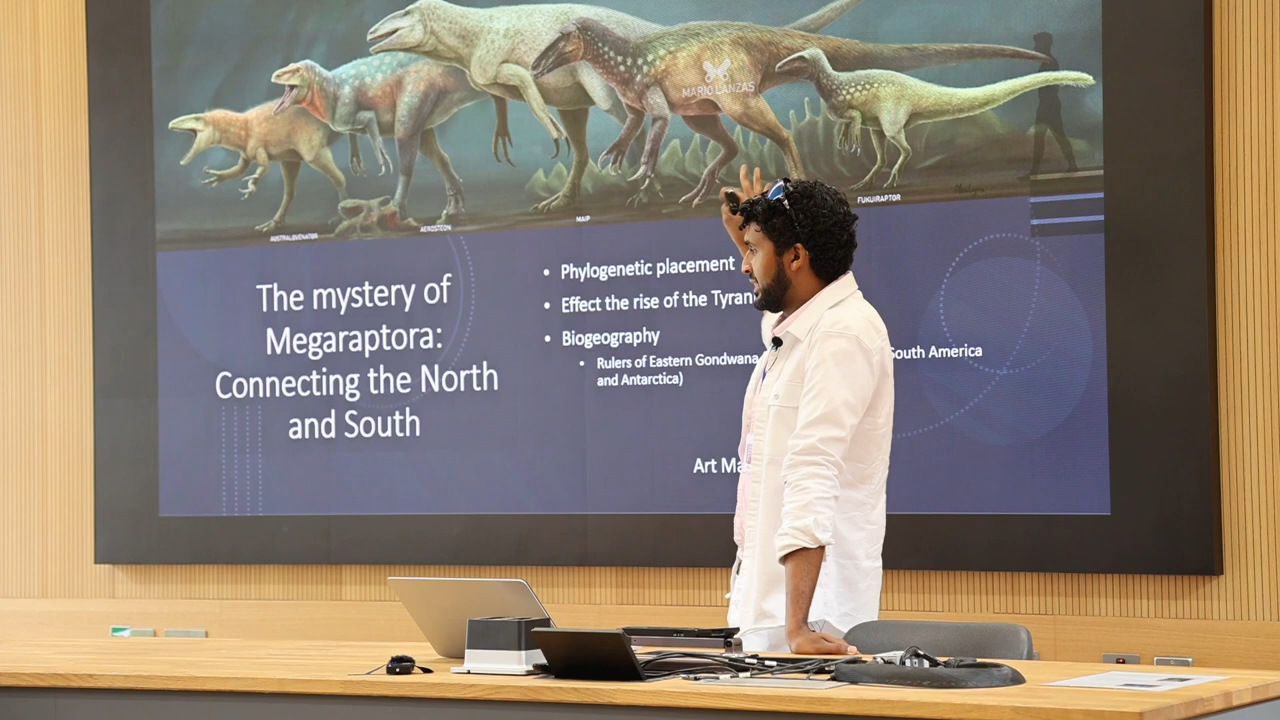 MARIO LANZAS
AUSTRALOVENATOR
AEROSTEON
MAIP
FUKUIRAPTOR
The mystery of
Megaraptora:
Connecting the North
and South
• Phylogenetic placement
• Effect the rise of the Tyran
• Biogeography
• Rulers of Eastern Gondwana South America
and Antarctica)
Art Ma